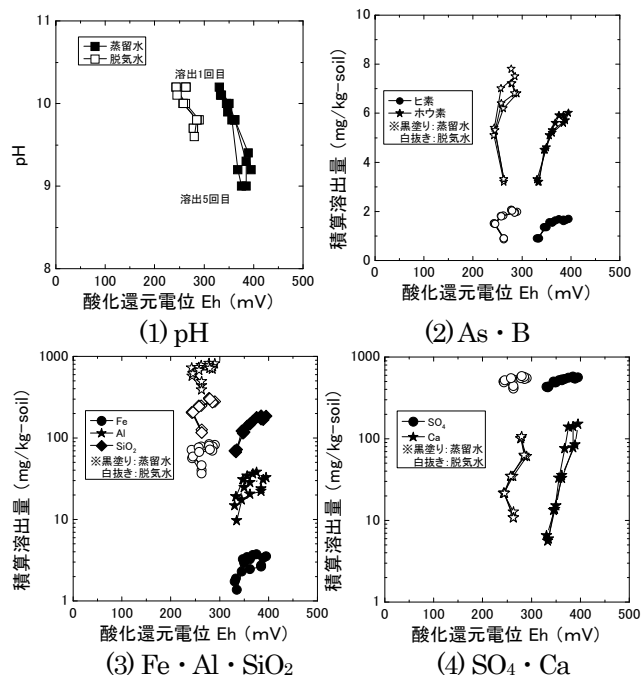 蒸留水
脱気水
溶出1回目
溶出5回目
pH
11
10
9
8
0 100 200 300 400 500
酸化還元電位 Eh (mV)
(1) pH
ヒ素
ホウ素
※黒塗り:蒸留水
白抜き:脱気水
積算溶出量 (mg/kg-soil)
10
8
6
4
2
0
0 100 200 300 400 500
酸化還元電位 Eh (mV)
(2) As・B
Fe
Al
SiO₂
※黒塗り:蒸留水
白抜き:脱気水
積算溶出量 (mg/kg-soil)
1000
100
10
1
0 100 200 300 400 500
酸化還元電位 Eh (mV)
(3) Fe・Al・SiO₂
SO₄
Ca
※黒塗り:蒸留水
白抜き:脱気水
積算溶出量 (mg/kg-soil)
1000
100
10
1
0 100 200 300 400 500
酸化還元電位 Eh (mV)
(4) SO₄・Ca